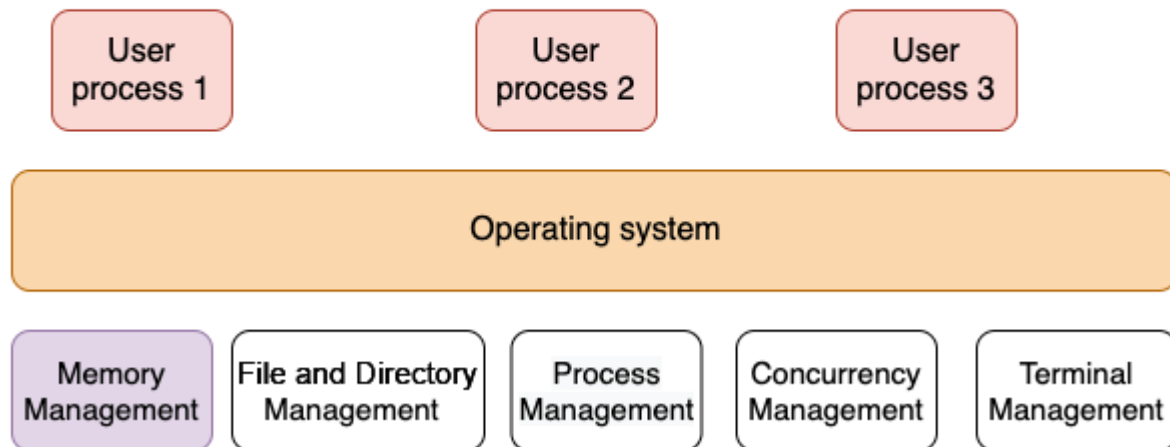 User
process 1
User
process 2
User
process 3
Operating system
Memory
Management
File and Directory
Management
Process
Management
Concurrency
Management
Terminal
Management